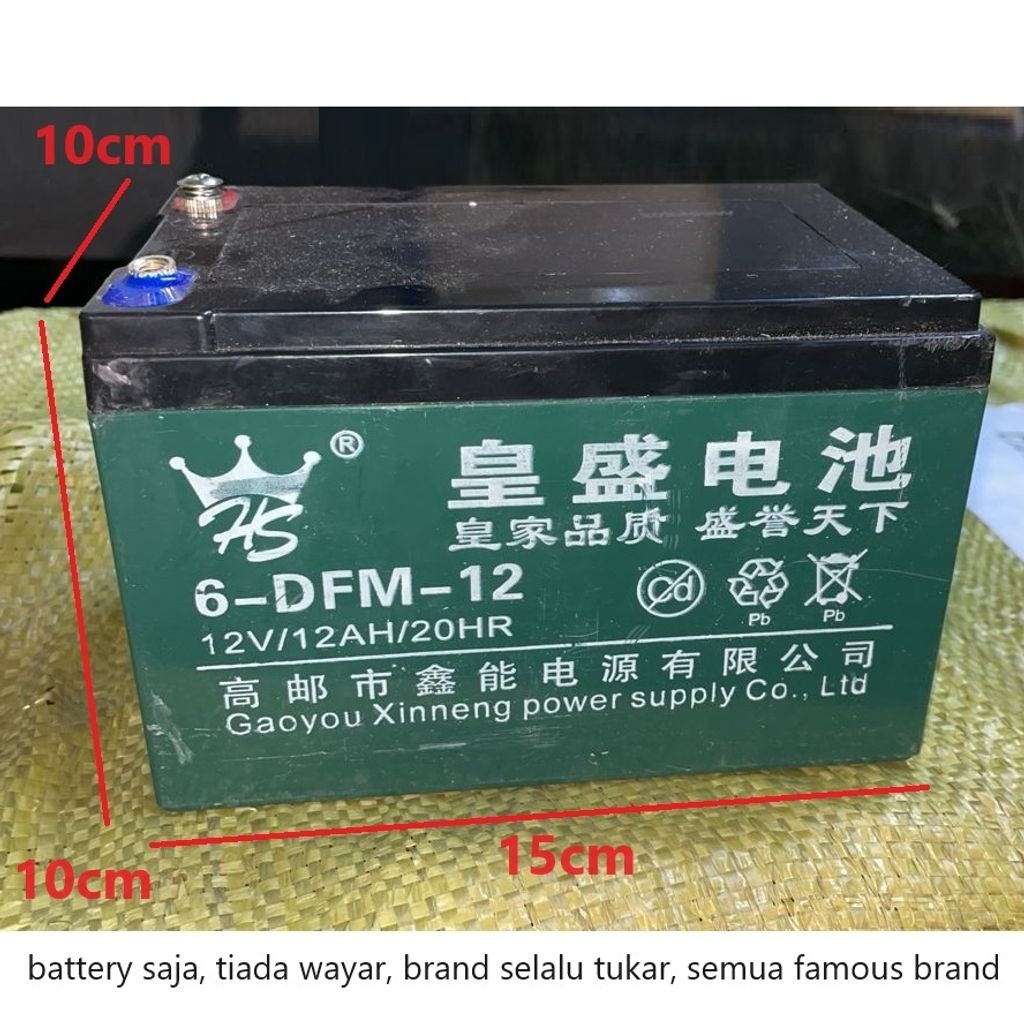 10cm
HS ®
皇盛电池
皇家品质 盛誉天下
6-DFM-12
Cd
Pb
Pb
12V/12AH/20HR
高邮市鑫能电源有限公司
Gaoyou Xinneng power supply Co., Ltd
10cm
15cm
battery saja, tiada wayar, brand selalu tukar, semua famous brand